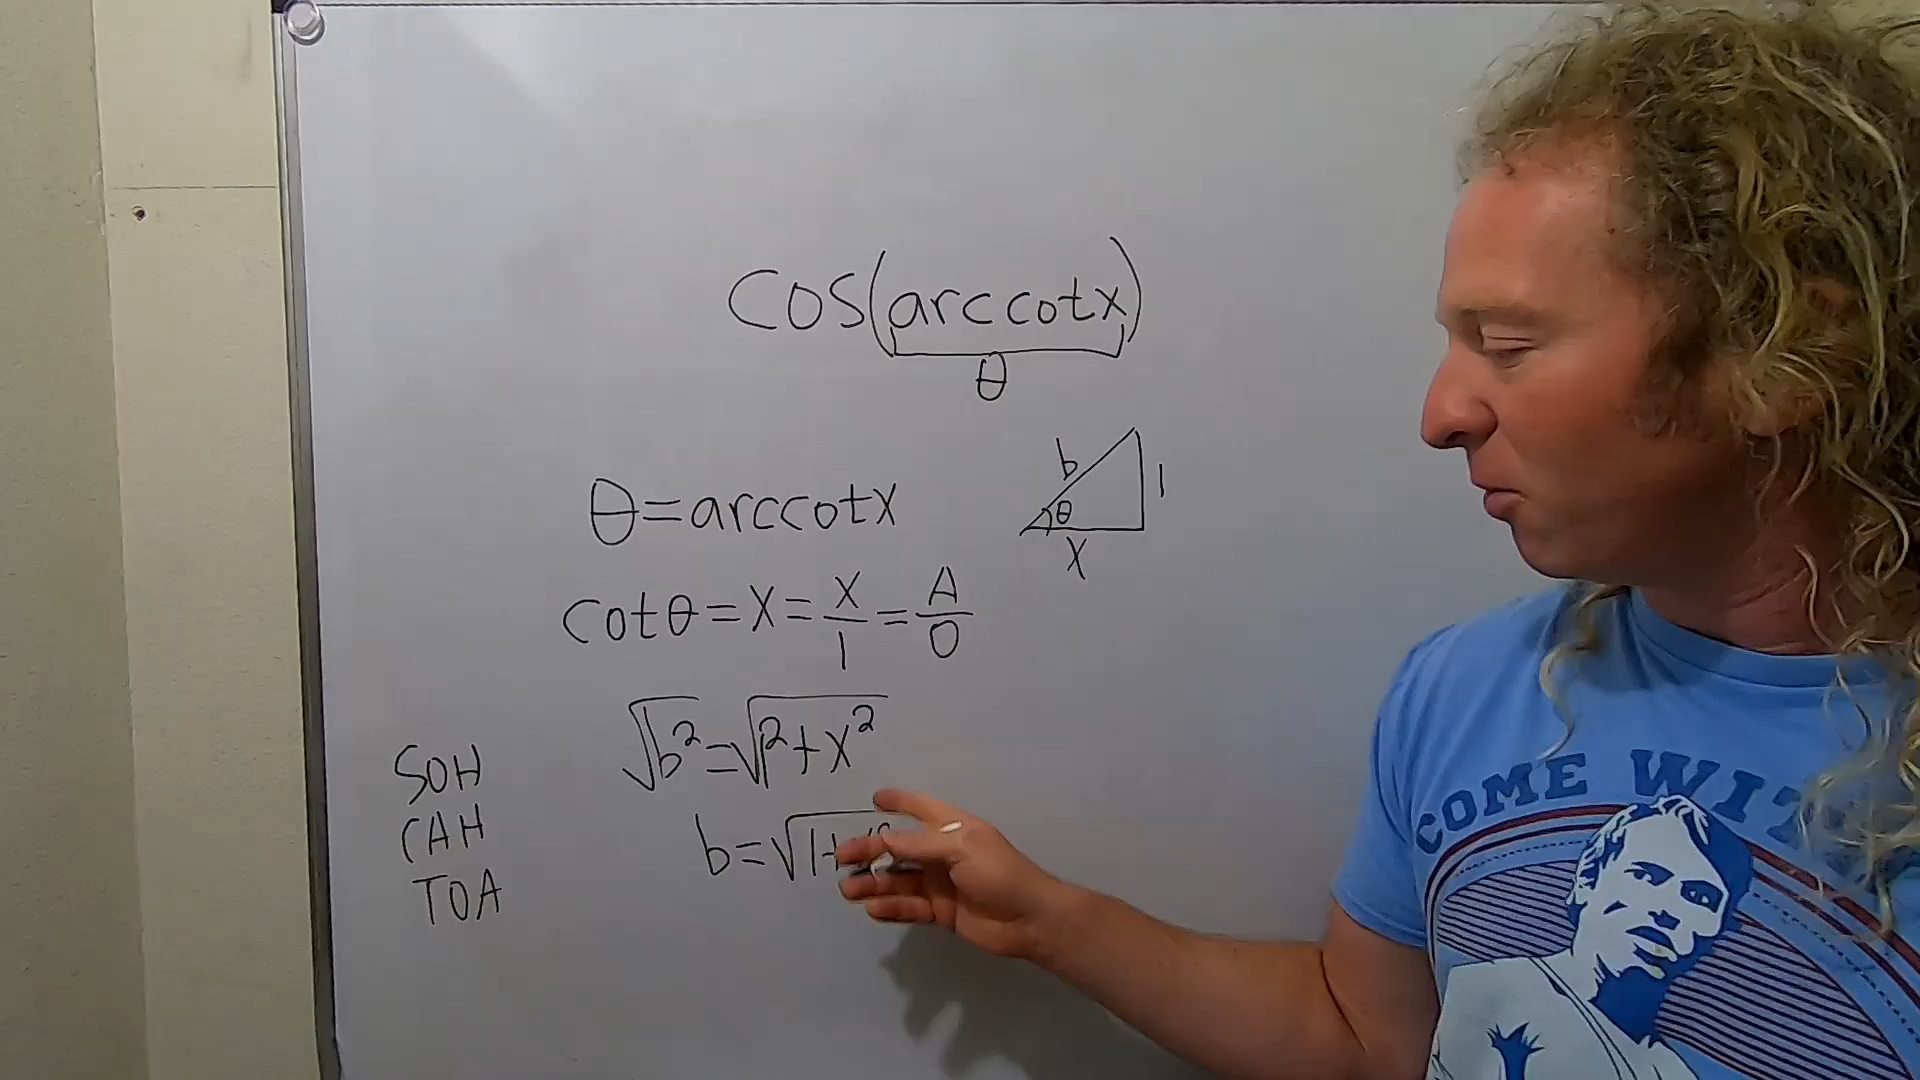 cos(arccotx)
θ
θ=arccotx
b
1
θ
x
cotθ=x=x/1=A/O
√b²=√1²+x²
b=√1+
SOH
CAH
TOA
COME WIT